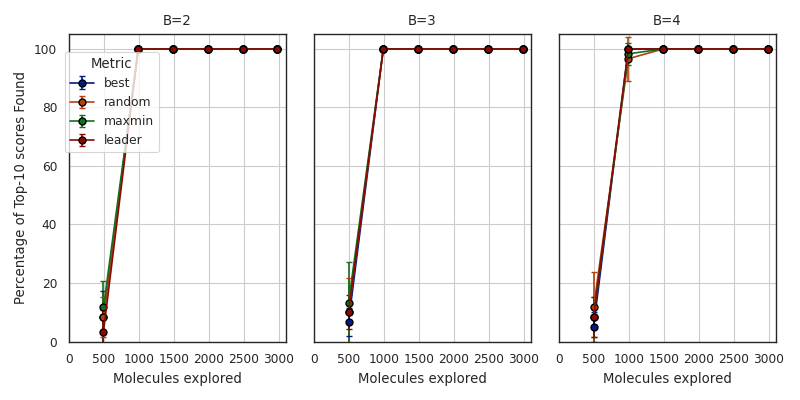 B=2
B=3
B=4
Percentage of Top-10 scores Found
100
80
60
40
20
0
Metric
best
random
maxmin
leader
0 500 1000 1500 2000 2500 3000
0 500 1000 1500 2000 2500 3000
0 500 1000 1500 2000 2500 3000
Molecules explored
Molecules explored
Molecules explored